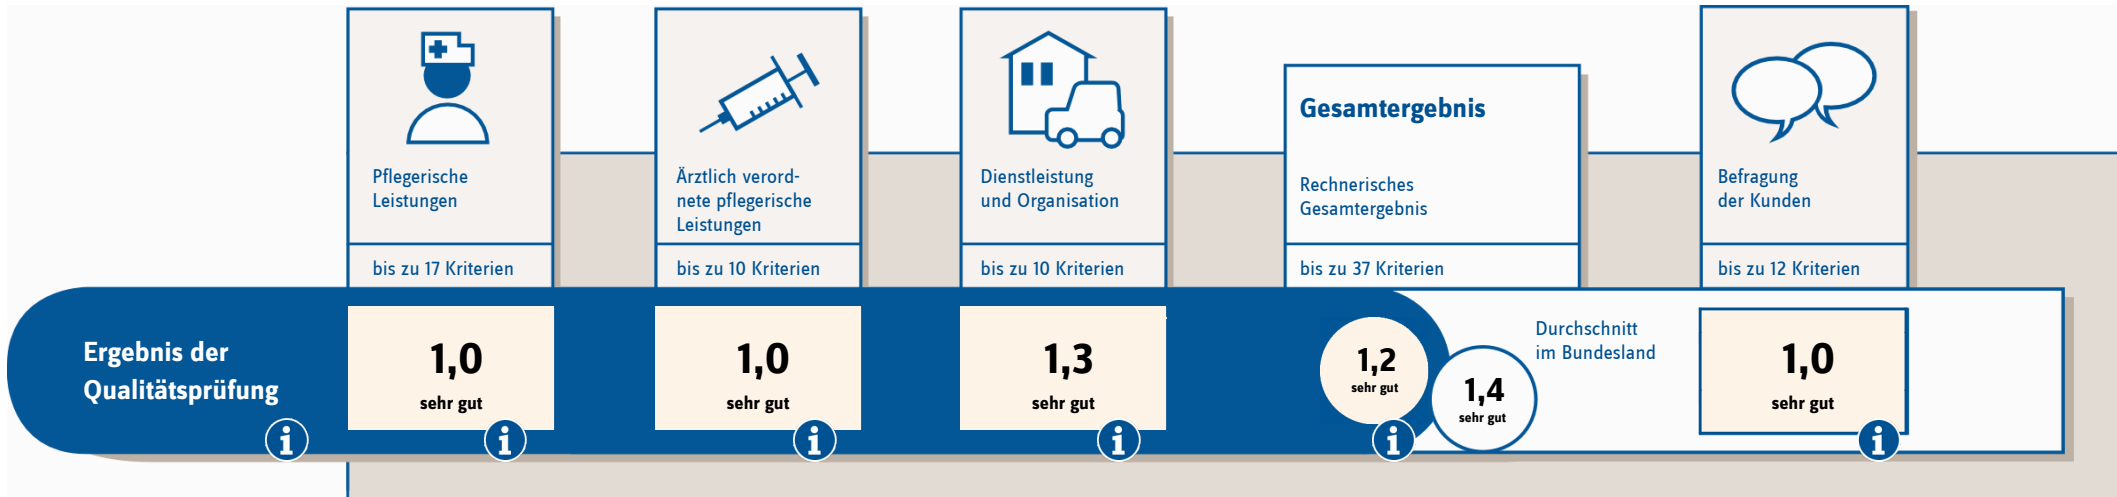 Pflegerische
Leistungen
bis zu 17 Kriterien
Ärztlich verord-
nete pflegerische
Leistungen
bis zu 10 Kriterien
Dienstleistung
und Organisation
bis zu 10 Kriterien
Gesamtergebnis
Rechnerisches
Gesamtergebnis
bis zu 37 Kriterien
Befragung
der Kunden
bis zu 12 Kriterien
Ergebnis der
Qualitätsprüfung
i
1,0
sehr gut
i
1,0
sehr gut
i
1,3
sehr gut
i
1,2
sehr gut
i
1,4
sehr gut
Durchschnitt
im Bundesland
1,0
sehr gut
i